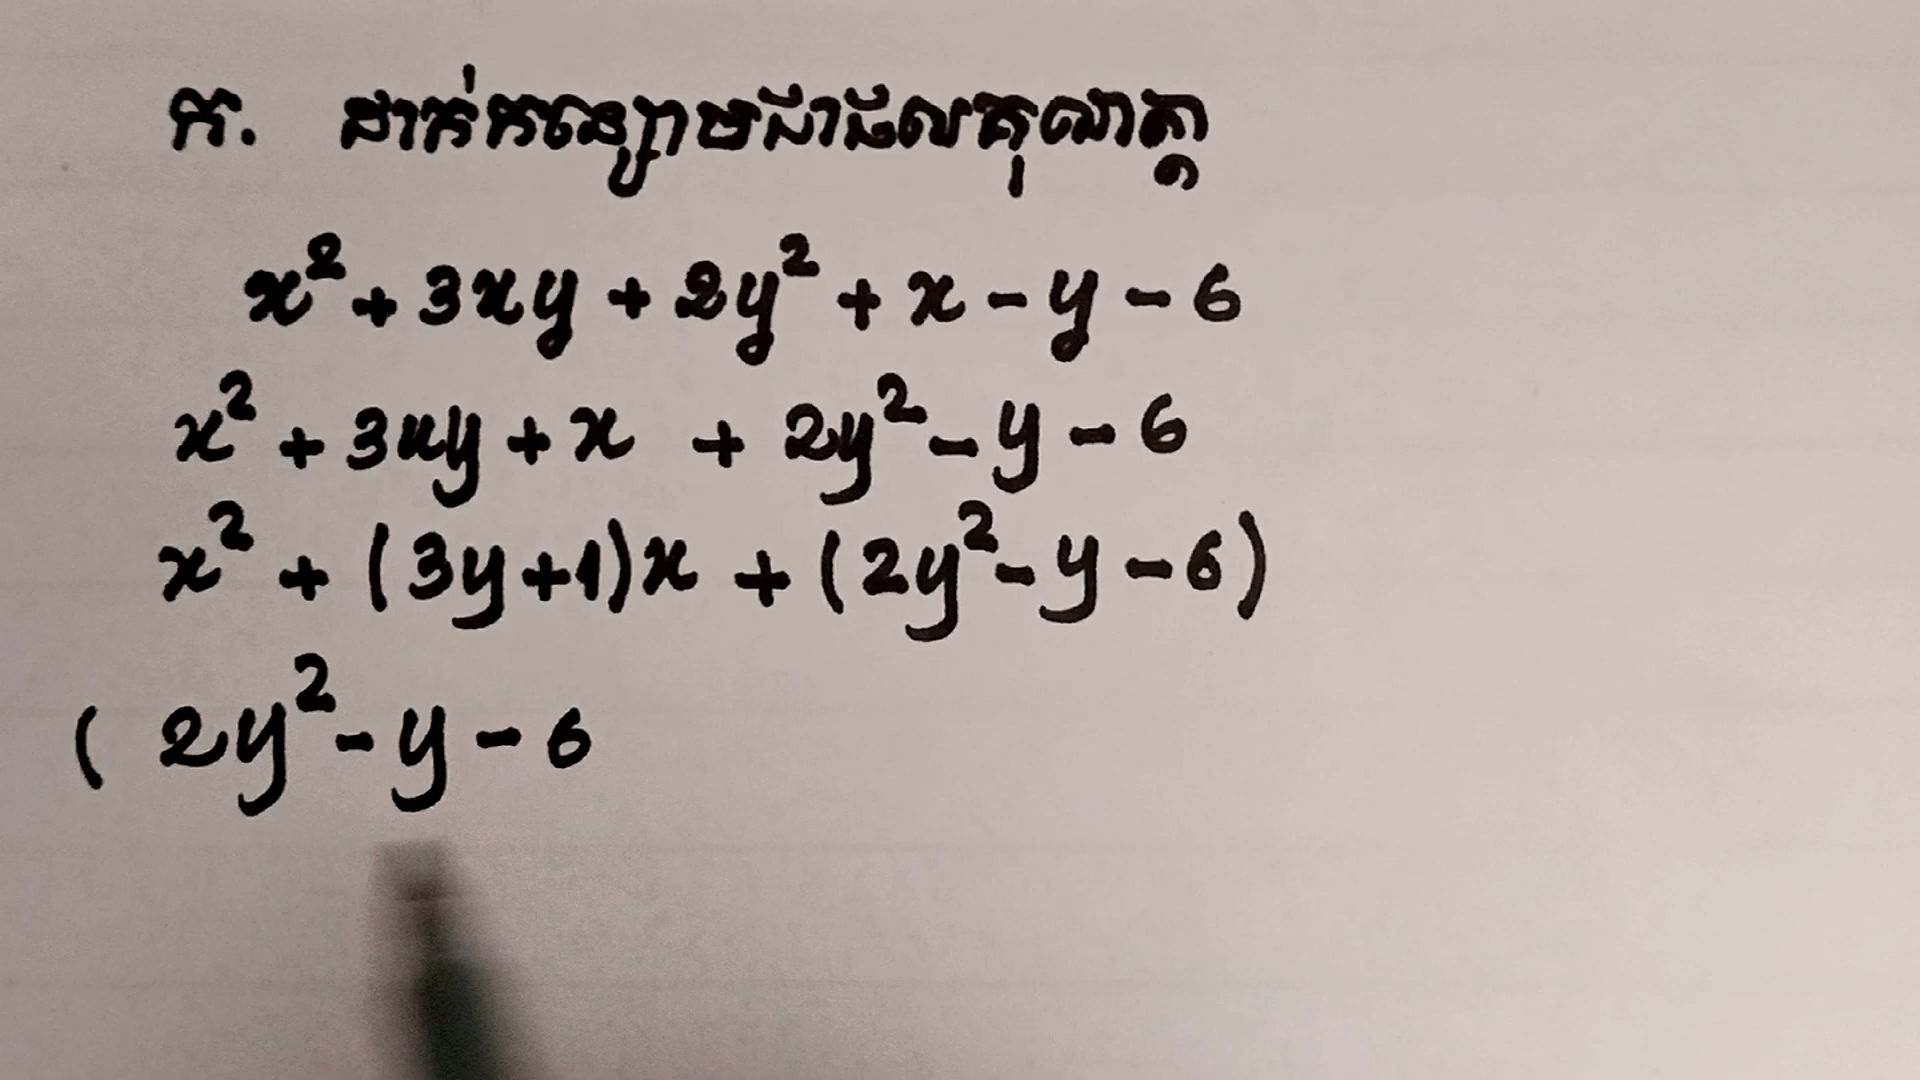 ក. ដាក់កន្សោមជាផលគុណកត្តា
x² + 3xy + 2y² + x - y - 6
x² + 3xy + x + 2y² - y - 6
x² + (3y+1)x + (2y² - y - 6)
( 2y² - y - 6